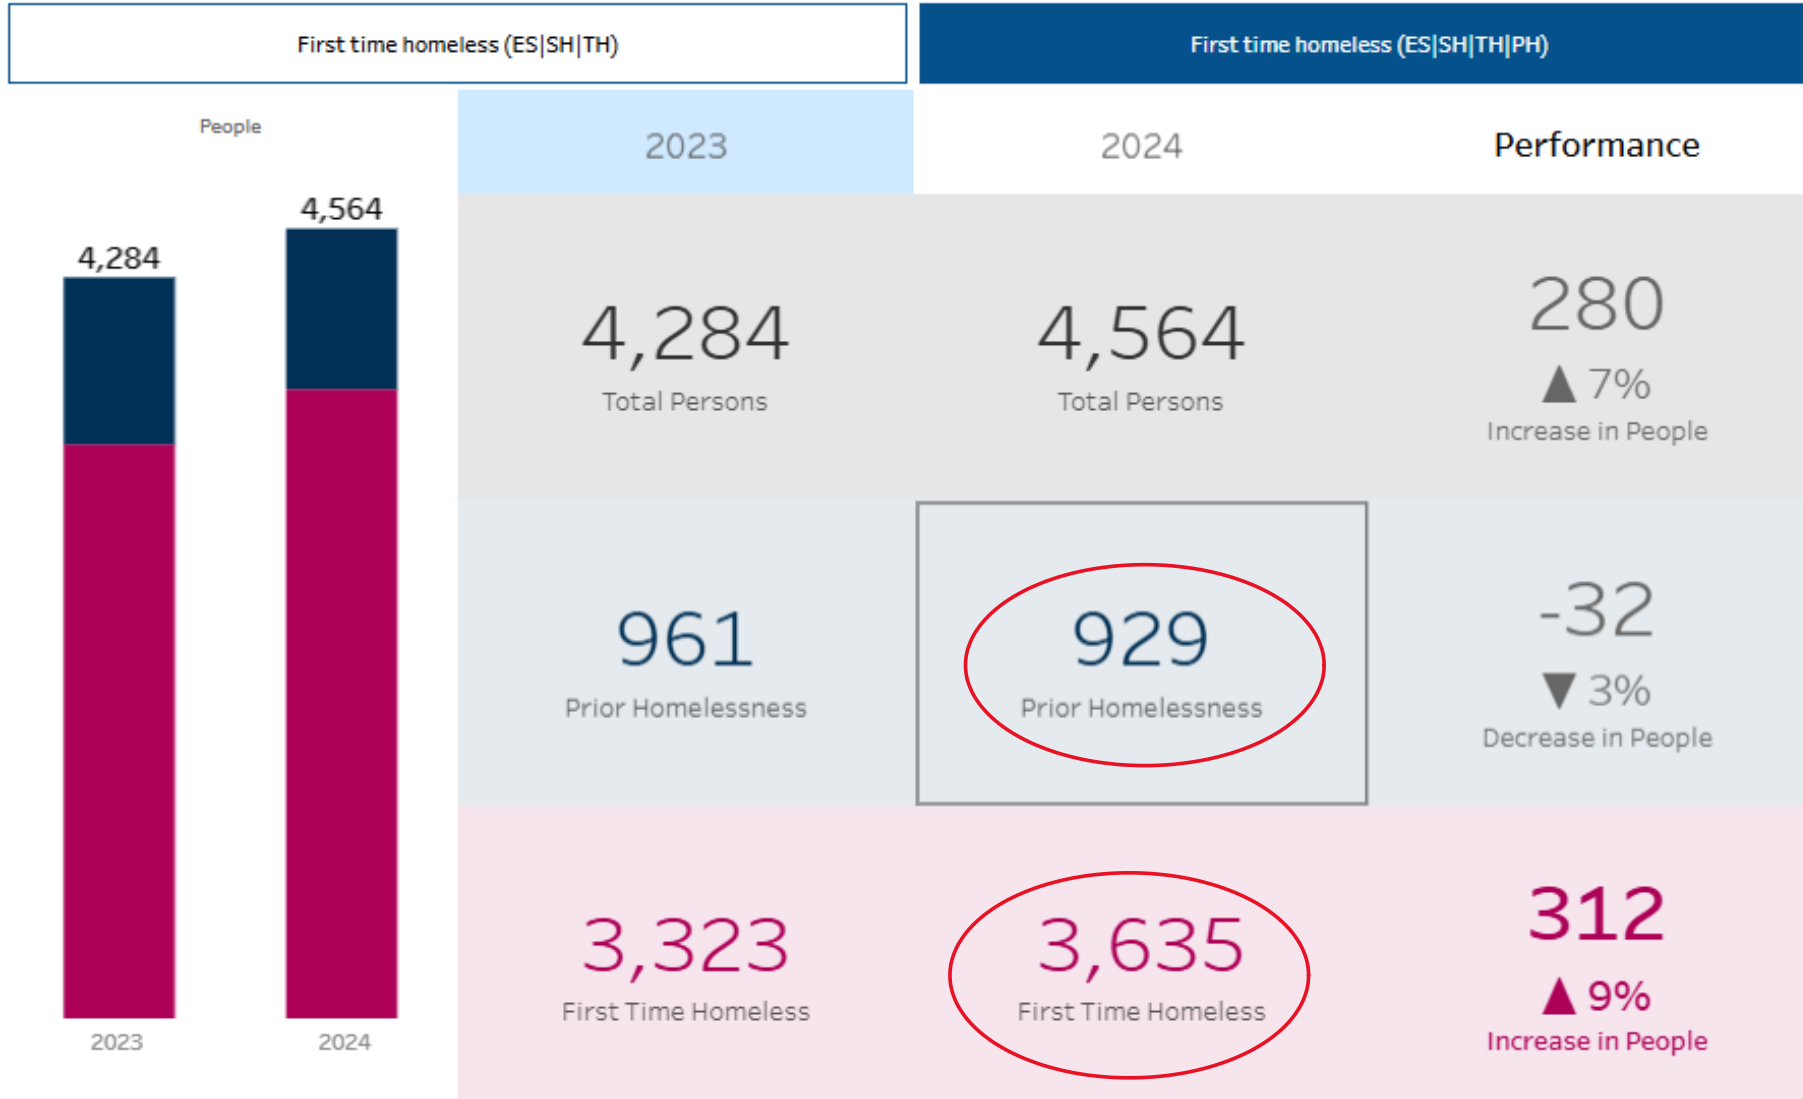 First time homeless (ES|SH|TH)
First time homeless (ES|SH|TH|PH)
People
2023
2024
Performance
4,284
4,564
4,284
Total Persons
4,564
Total Persons
280
▲ 7%
Increase in People
961
Prior Homelessness
929
Prior Homelessness
-32
▼ 3%
Decrease in People
3,323
First Time Homeless
3,635
First Time Homeless
312
▲ 9%
Increase in People
2023
2024